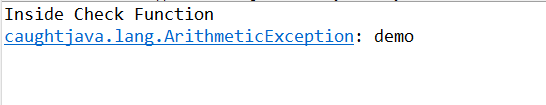 Inside Check Function
caughtjava.lang.ArithmeticException: demo